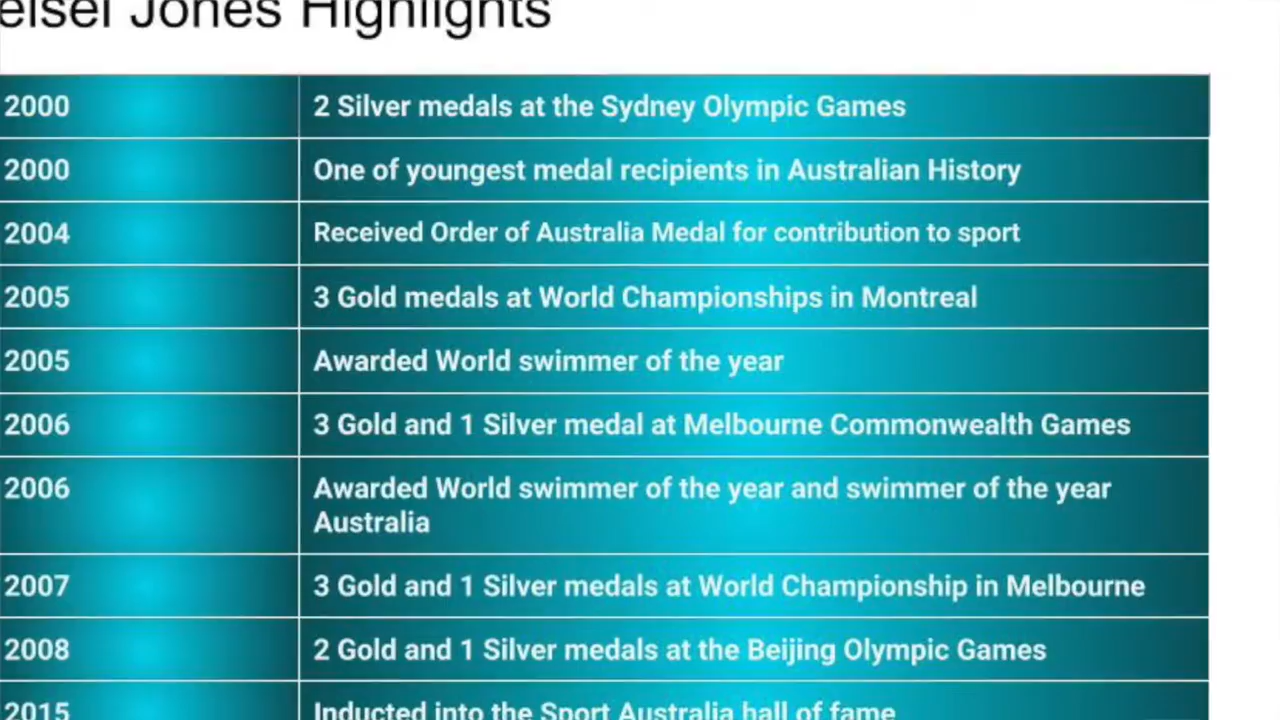 eisel Jones Highlights
2000 2 Silver medals at the Sydney Olympic Games
2000 One of youngest medal recipients in Australian History
2004 Received Order of Australia Medal for contribution to sport
2005 3 Gold medals at World Championships in Montreal
2005 Awarded World swimmer of the year
2006 3 Gold and 1 Silver medal at Melbourne Commonwealth Games
2006 Awarded World swimmer of the year and swimmer of the year
Australia
2007 3 Gold and 1 Silver medals at World Championship in Melbourne
2008 2 Gold and 1 Silver medals at the Beijing Olympic Games
2015 Inducted into the Sport Australia hall of fame